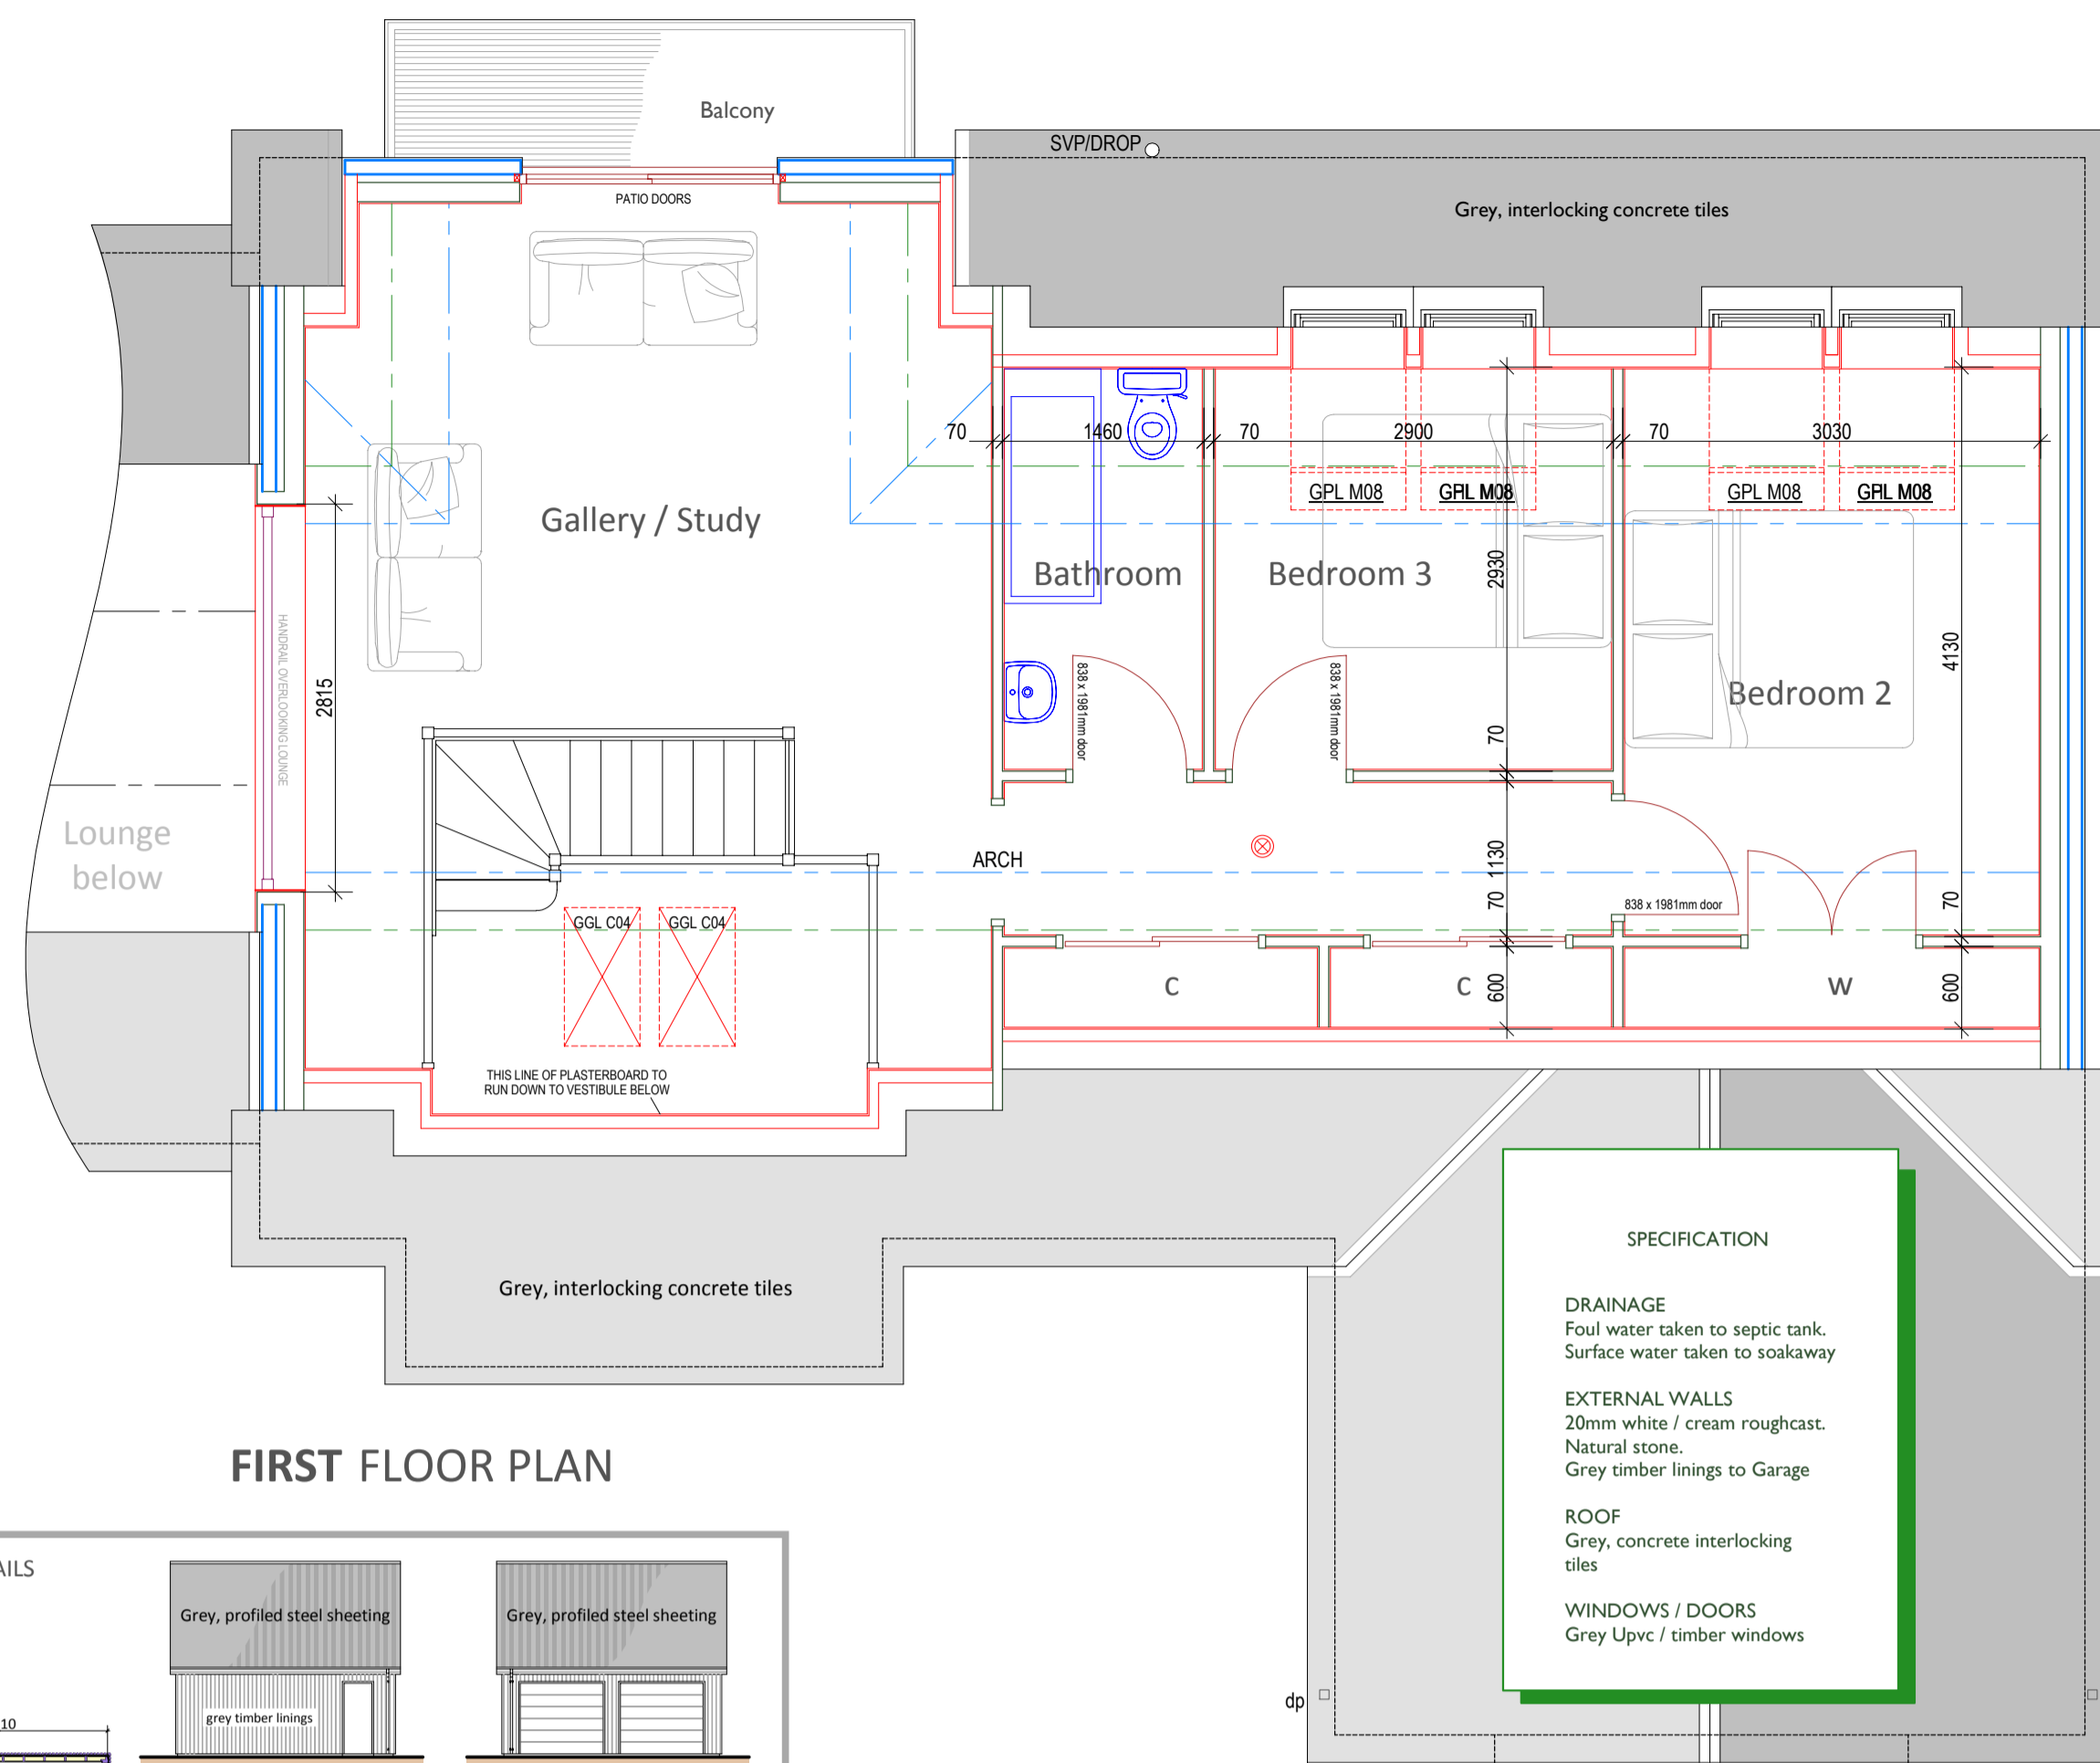 Balcony
SVP/DROP
PATIO DOORS
Grey, interlocking concrete tiles
70
1460
70
2900
70
3030
GPL M08
GPL M08
Gallery / Study
Bathroom
Bedroom 3
2930
HANDRAIL OVERLOOKING LOUNGE
2815
838 x 1981mm door
838 x 1981mm door
4130
Bedroom 2
70
Lounge
below
ARCH
1130
70
838 x 1981mm door
70
GGL C04
GGL C04
C
C
600
W
600
THIS LINE OF PLASTERBOARD TO
RUN DOWN TO VESTIBULE BELOW
Grey, interlocking concrete tiles
SPECIFICATION
DRAINAGE
Foul water taken to septic tank.
Surface water taken to soakaway
EXTERNAL WALLS
20mm white / cream roughcast.
Natural stone.
Grey timber linings to Garage
ROOF
Grey, concrete interlocking
tiles
WINDOWS / DOORS
Grey Upvc / timber windows
FIRST FLOOR PLAN
AILS
Grey, profiled steel sheeting
Grey, profiled steel sheeting
grey timber linings
10
dp